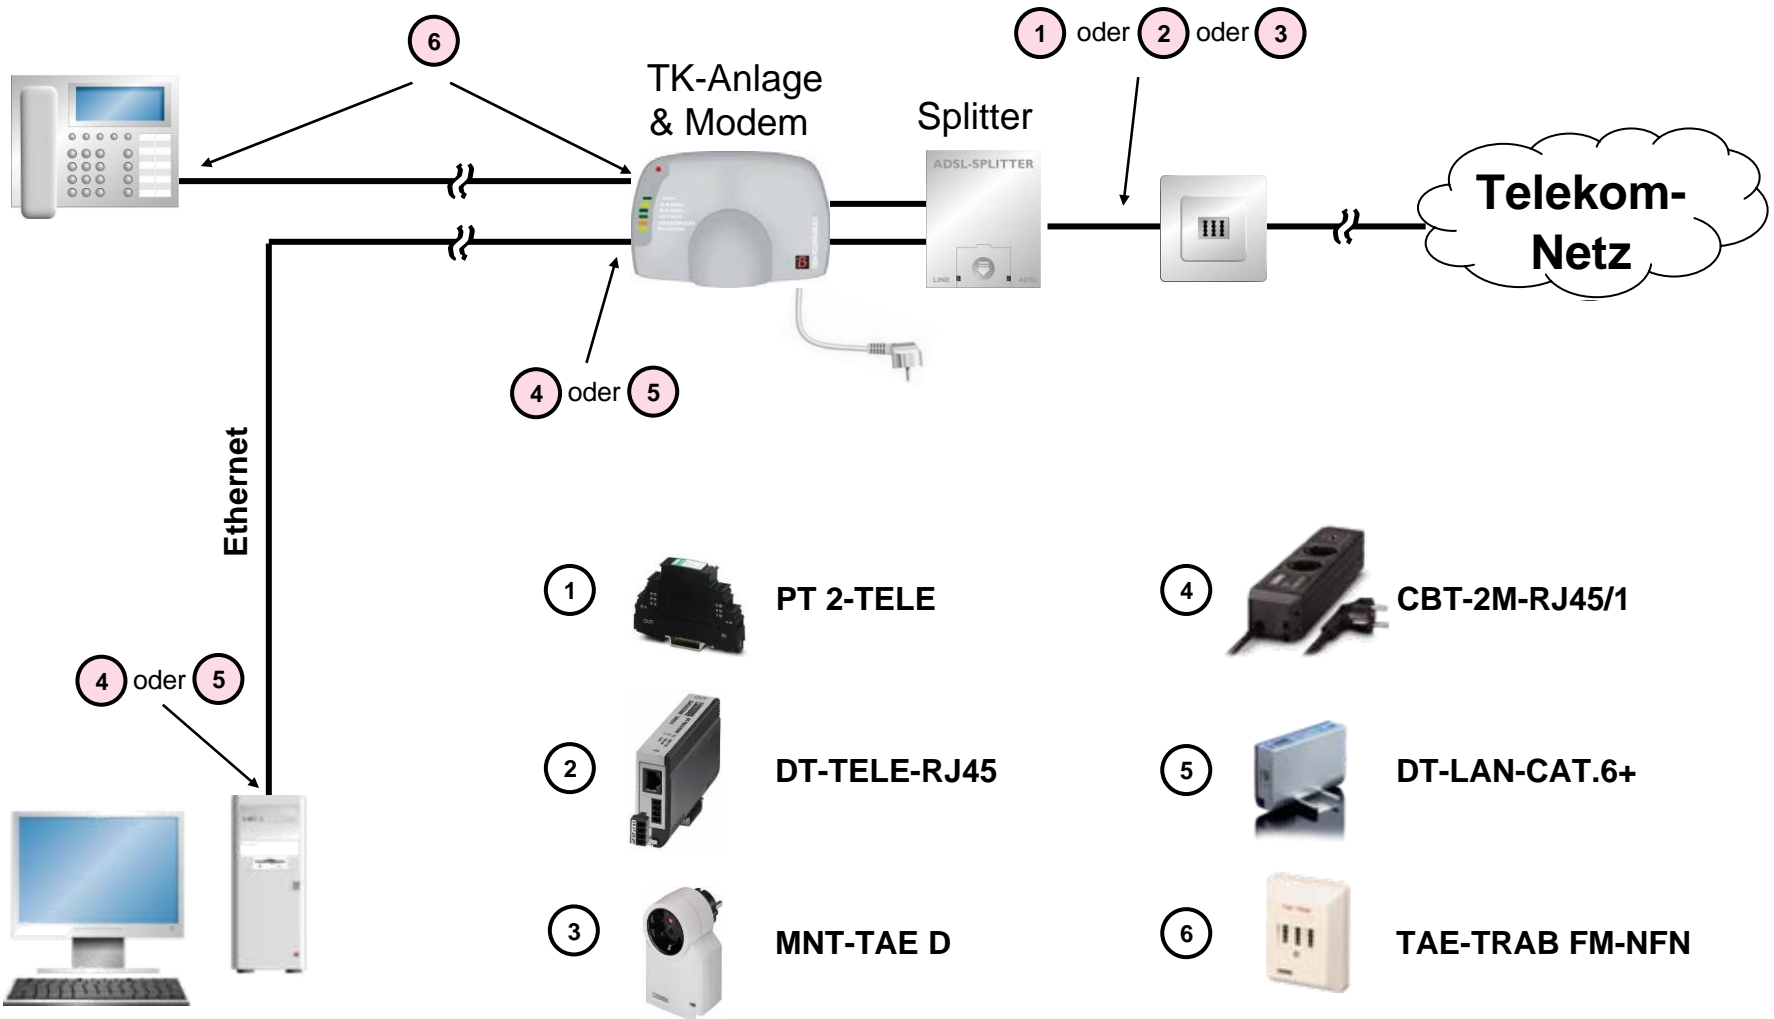 6
1 oder 2 oder 3
TK-Anlage
& Modem
Splitter
ADSL-SPLITTER
LINE
ADSL
Telekom-
Netz
4 oder 5
Ethernet
4 oder 5
1
PT 2-TELE
2
DT-TELE-RJ45
3
MNT-TAE D
4
CBT-2M-RJ45/1
5
DT-LAN-CAT.6+
6
TAE-TRAB FM-NFN